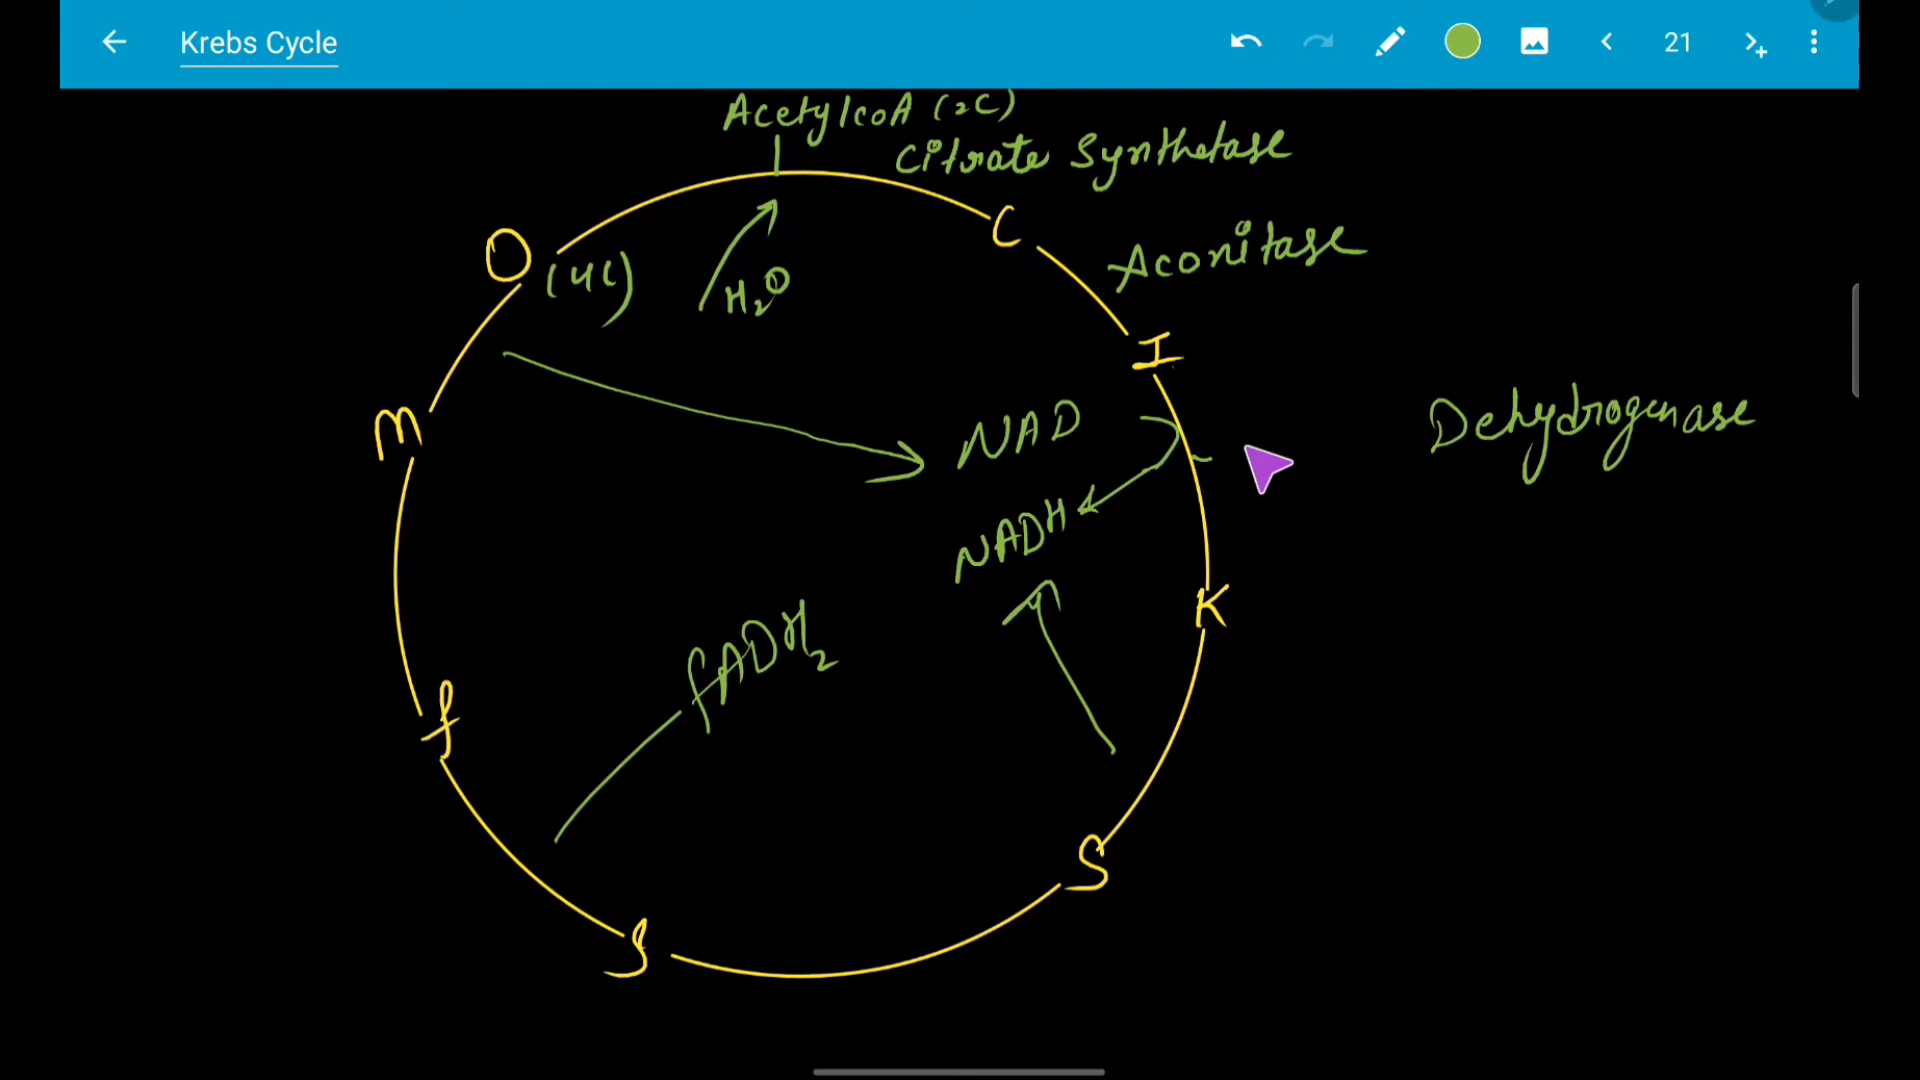 Krebs Cycle
21
AcetylcoA (2C)
Citrate Synthetase
C
O
(4C)
H₂O
Aconitase
I
NAD
Dehydrogenase
M
NADH
K
fADH₂
f
S
S